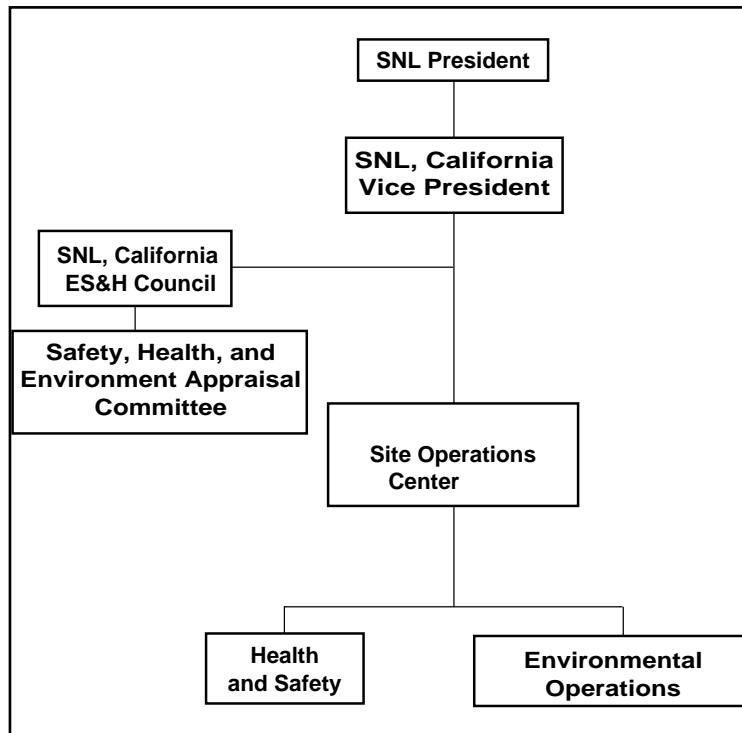 SNL President
SNL, California
Vice President
SNL, California
ES&H Council
Safety, Health, and
Environment Appraisal
Committee
Site Operations
Center
Health
and Safety
Environmental
Operations